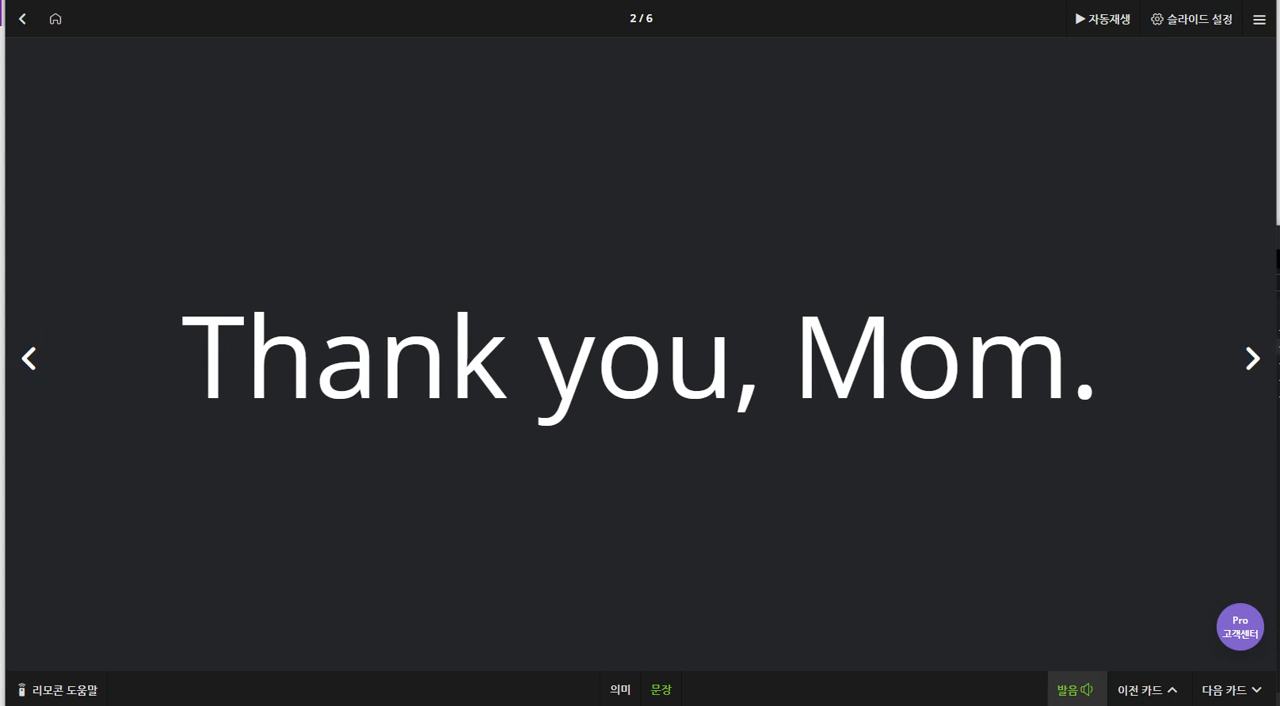 2 / 6
자동재생
슬라이드 설정
Thank you, Mom.
Pro
고객센터
리모콘 도움말
의미
문장
발음
이전 카드
다음 카드